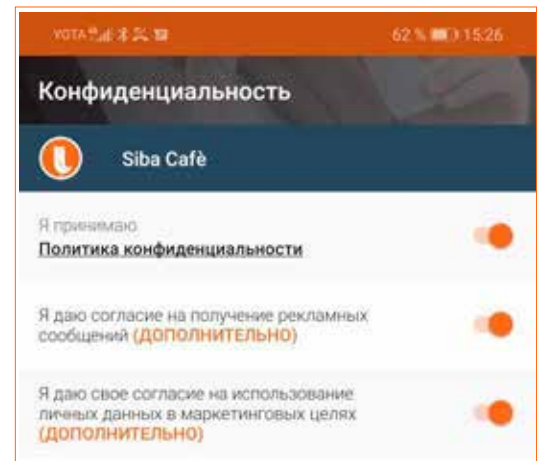 YOTA 62 % 15:26
Конфиденциальность
Siba Cafè
Я принимаю
Политика конфиденциальности
Я даю согласие на получение рекламных
сообщений (ДОПОЛНИТЕЛЬНО)
Я даю свое согласие на использование
личных данных в маркетинговых целях
(ДОПОЛНИТЕЛЬНО)